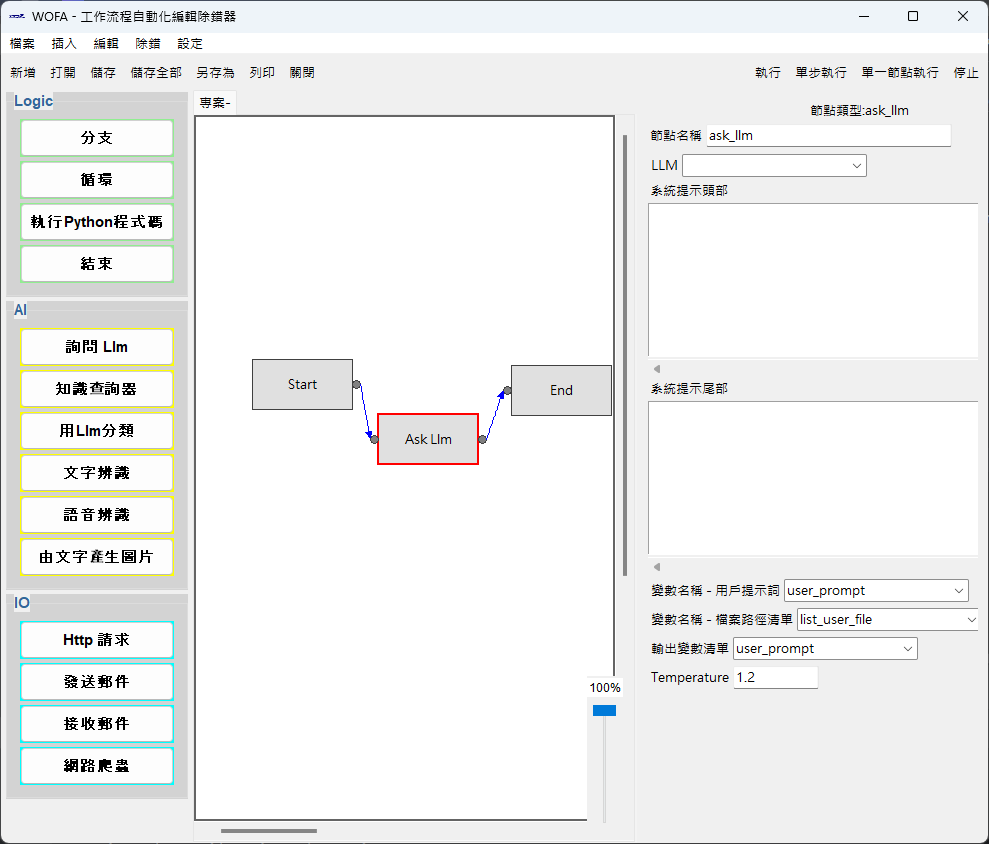 WOFA - 工作流程自動化編輯除錯器
檔案 插入 編輯 除錯 設定
新增 打開 儲存 儲存全部 另存為 列印 關閉 執行 單步執行 單一節點執行 停止
Logic
分支
循環
執行Python程式碼
結束
AI
詢問 Llm
知識查詢器
用Llm分類
文字辨識
語音辨識
由文字產生圖片
IO
Http 請求
發送郵件
接收郵件
網路爬蟲
專案-
Start
Ask Llm
End
100%
節點類型:ask_llm
節點名稱 ask_llm
LLM
系統提示頭部
系統提示尾部
變數名稱 - 用戶提示詞 user_prompt
變數名稱 - 檔案路徑清單 list_user_file
輸出變數清單 user_prompt
Temperature 1.2